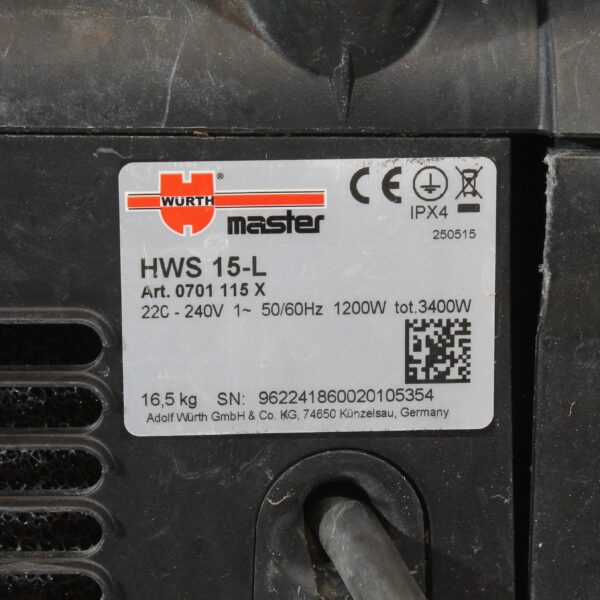 WÜRTH ®
master
CE
IPX4
250515
HWS 15-L
Art. 0701 115 X
220 - 240V 1~ 50/60Hz 1200W tot.3400W
16,5 kg SN: 962241860020105354
Adolf Würth GmbH & Co. KG, 74650 Künzelsau, Germany